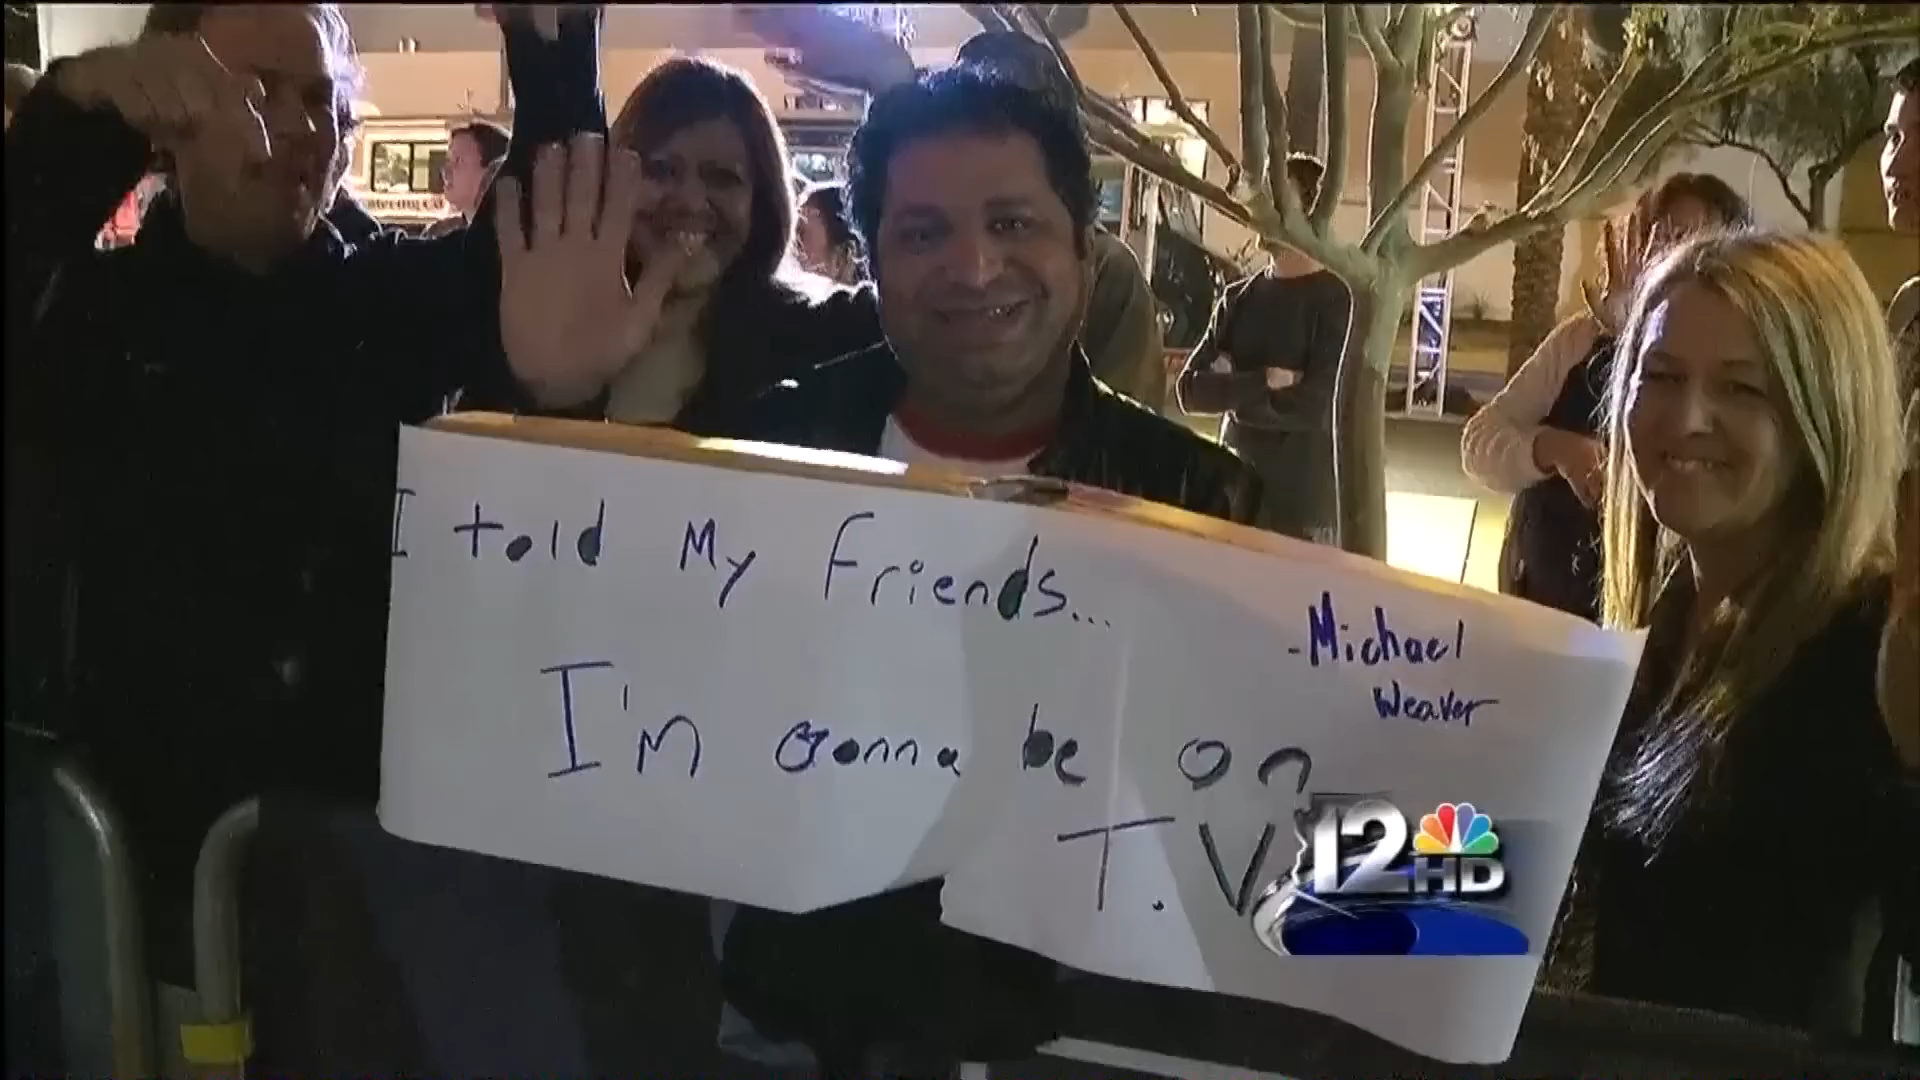 I told My Friends...
-Michael
Weaver
I'm Gonna be on
T.V
12
HD